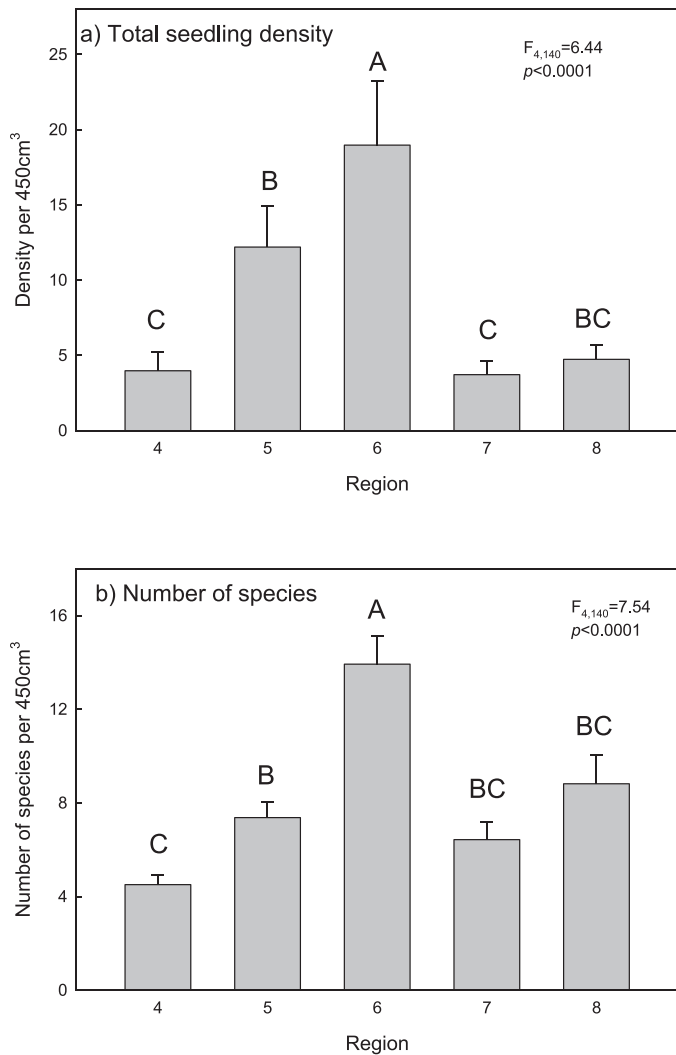 a) Total seedling density
F4,140=6.44
p<0.0001
25
20
15
10
5
0
Density per 450cm³
A
B
C
C
BC
4 5 6 7 8
Region
b) Number of species
F4,140=7.54
p<0.0001
16
12
8
4
0
Number of species per 450cm³
A
B
C
BC
BC
4 5 6 7 8
Region